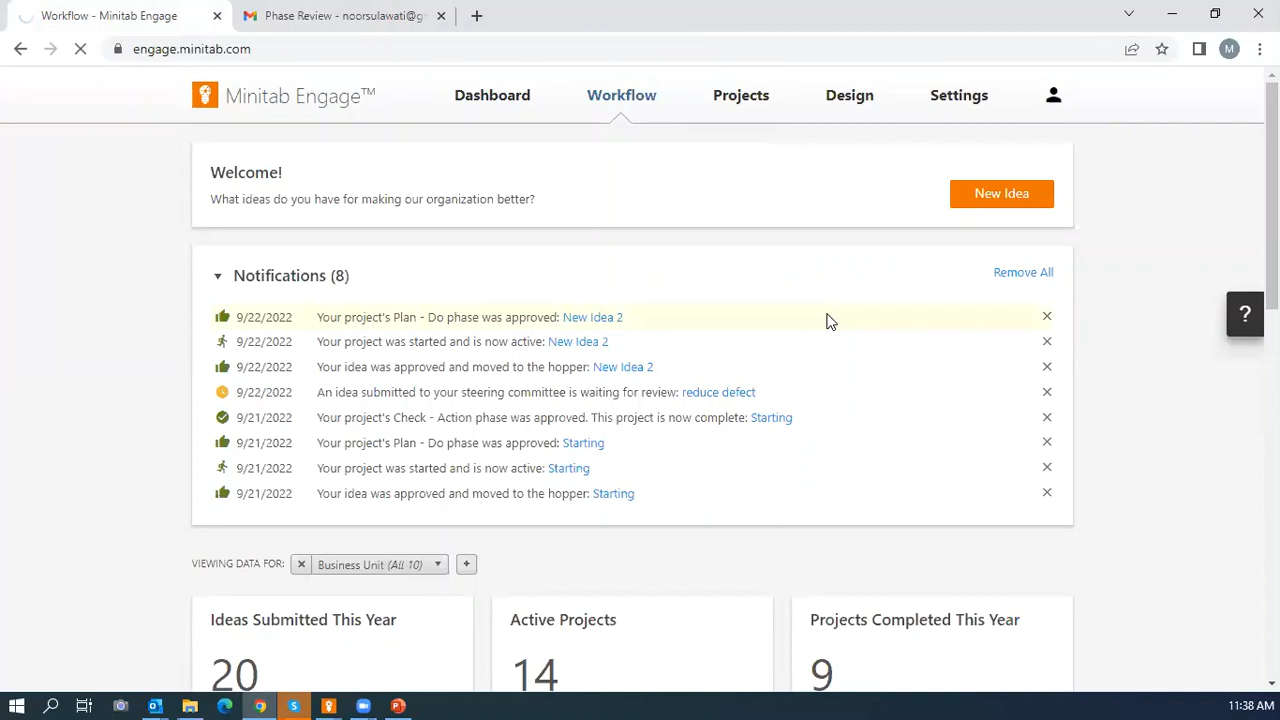 Workflow - Minitab Engage
Phase Review - noorsulawati@g
engage.minitab.com
M
Minitab Engage™
Dashboard
Workflow
Projects
Design
Settings
Welcome!
What ideas do you have for making our organization better?
New Idea
Notifications (8)
Remove All
9/22/2022 Your project's Plan - Do phase was approved: New Idea 2
9/22/2022 Your project was started and is now active: New Idea 2
9/22/2022 Your idea was approved and moved to the hopper: New Idea 2
9/22/2022 An idea submitted to your steering committee is waiting for review: reduce defect
9/21/2022 Your project's Check - Action phase was approved. This project is now complete: Starting
9/21/2022 Your project's Plan - Do phase was approved: Starting
9/21/2022 Your project was started and is now active: Starting
9/21/2022 Your idea was approved and moved to the hopper: Starting
?
VIEWING DATA FOR: Business Unit (All 10)
Ideas Submitted This Year
Active Projects
Projects Completed This Year
20
14
9
11:38 AM